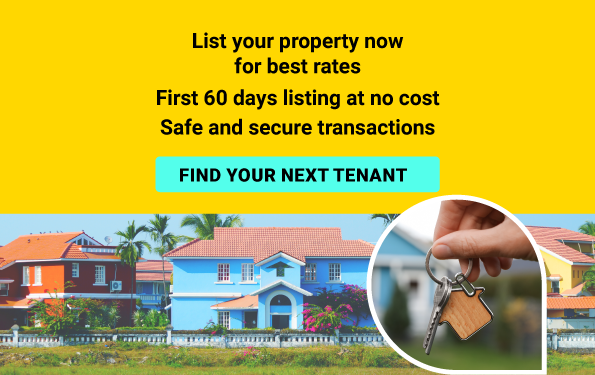 List your property now
for best rates
First 60 days listing at no cost
Safe and secure transactions
FIND YOUR NEXT TENANT